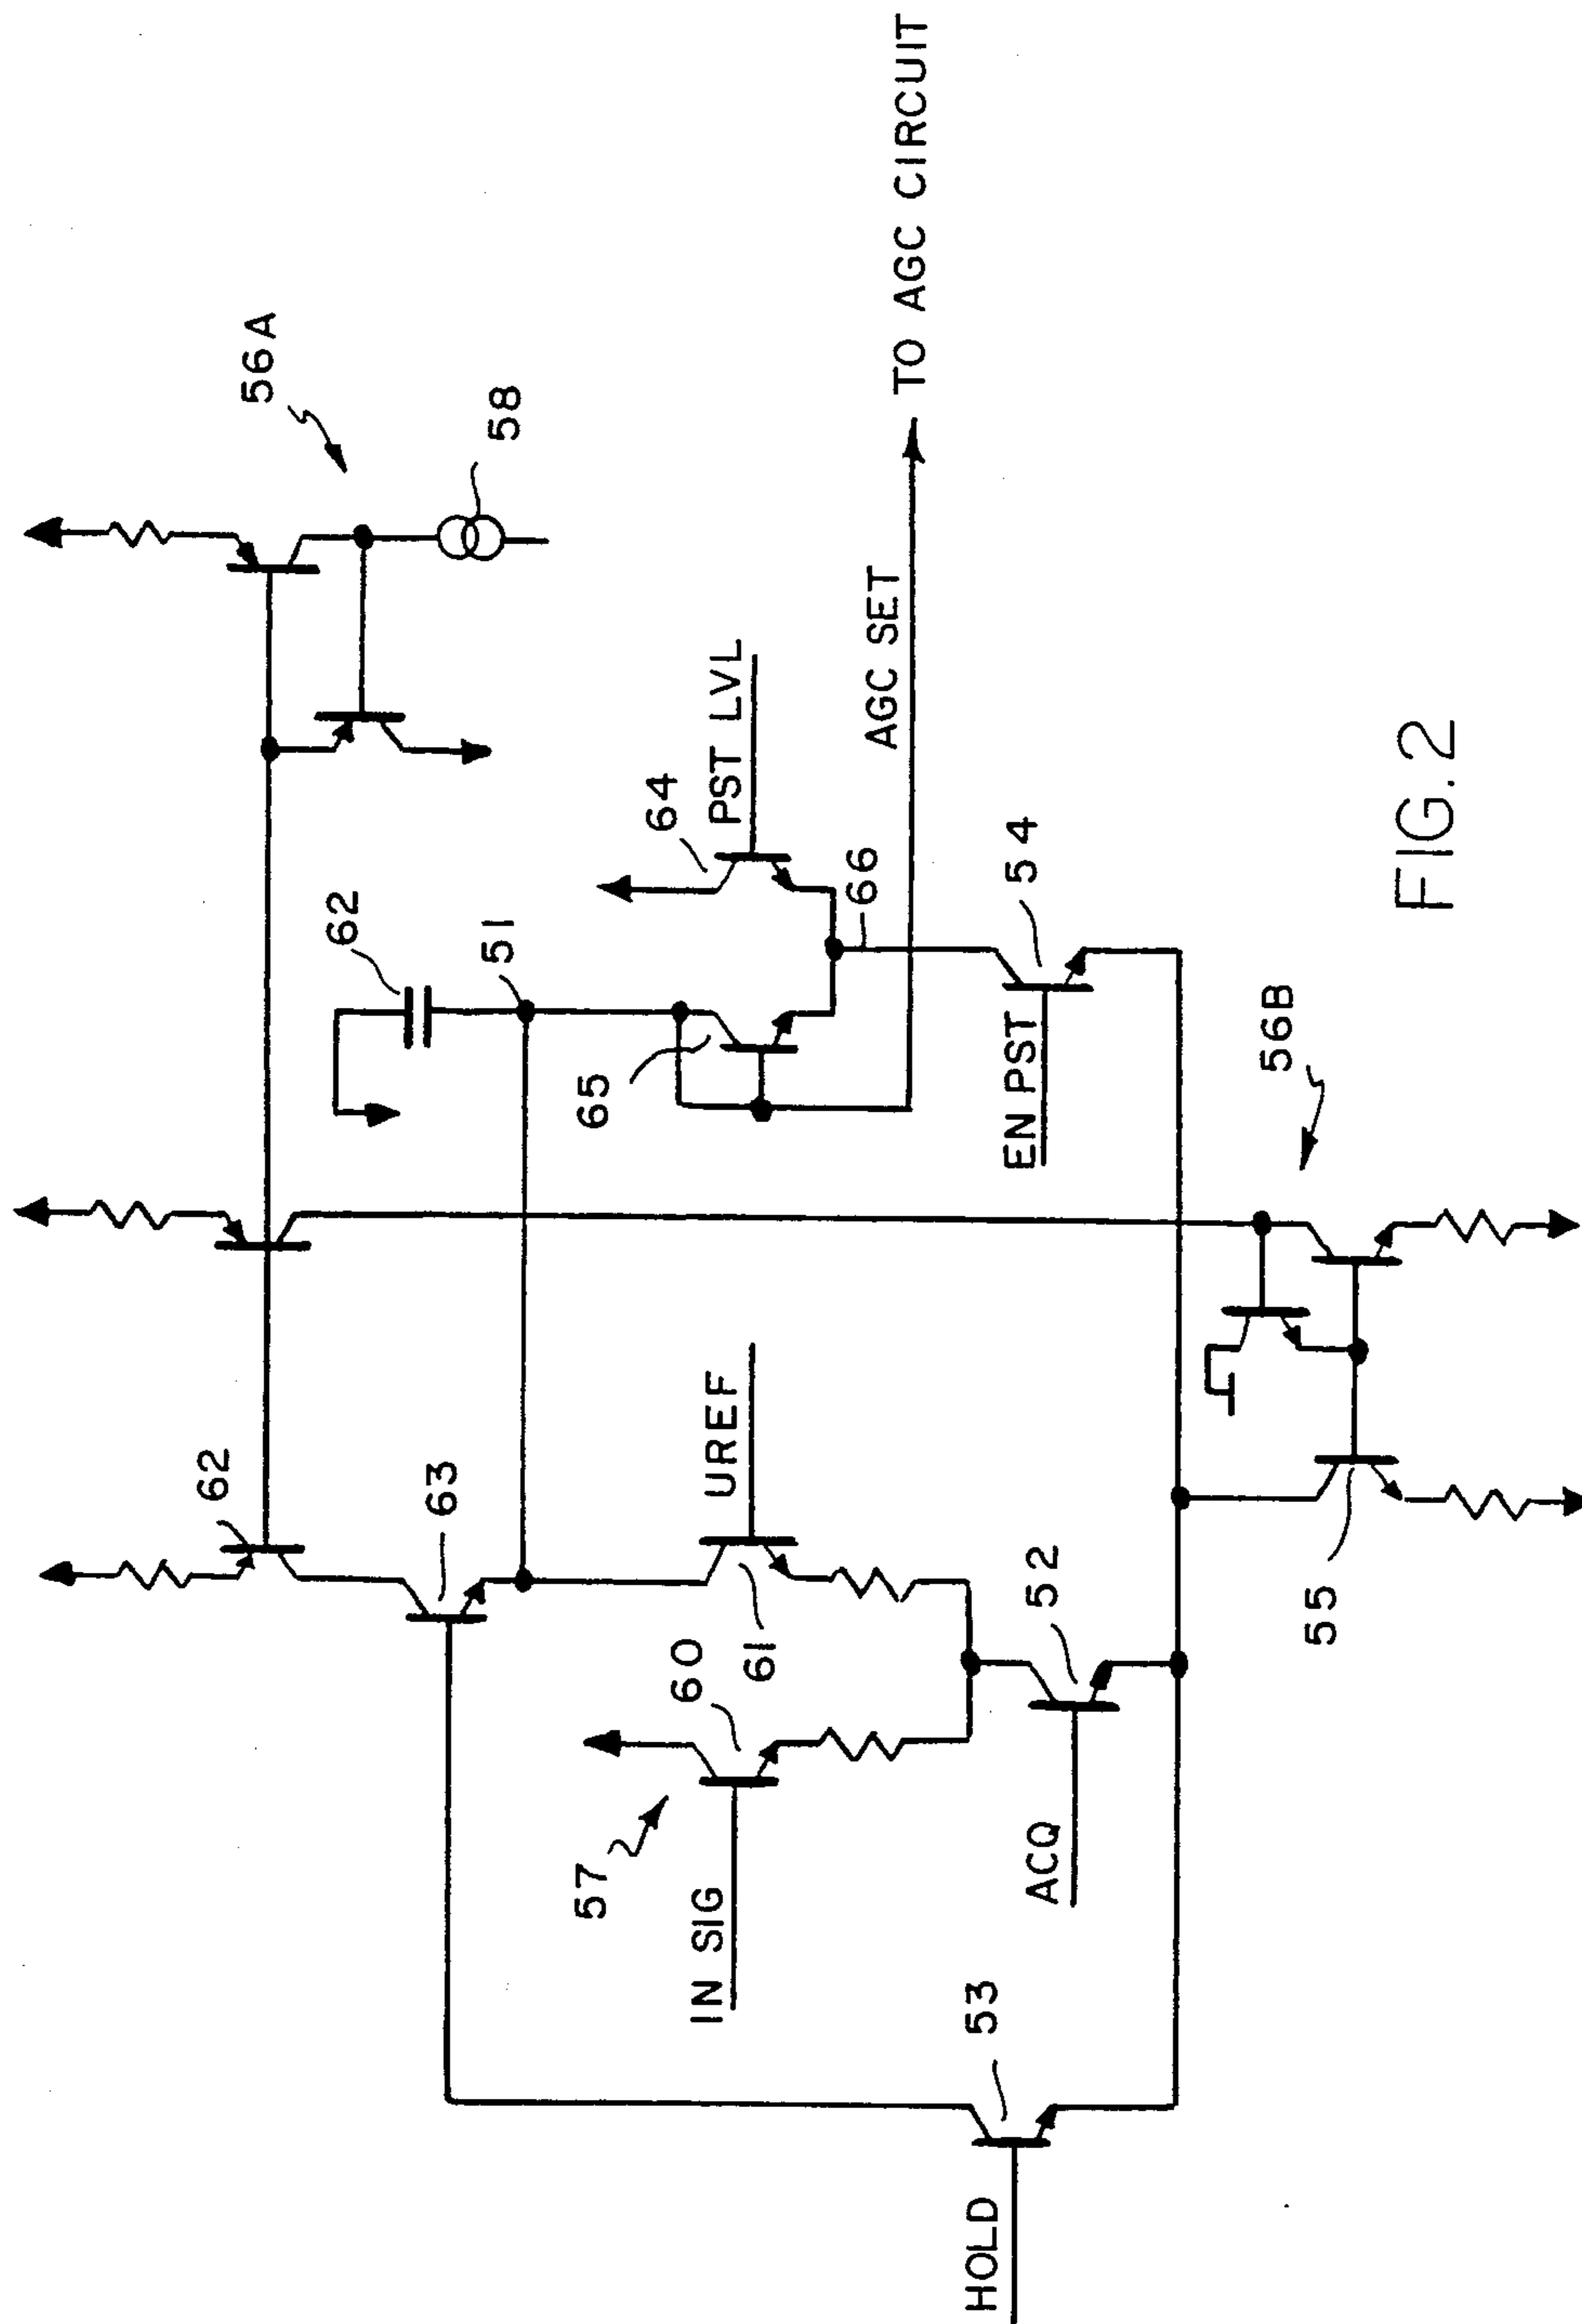 56A
58
62
51
62
63
64
PST LVL
UREF
65
66
AGC SET
TO AGC CIRCUIT
57
60
61
IN SIG
52
ACQ
EN PST
54
53
HOLD
55
56B
FIG. 2